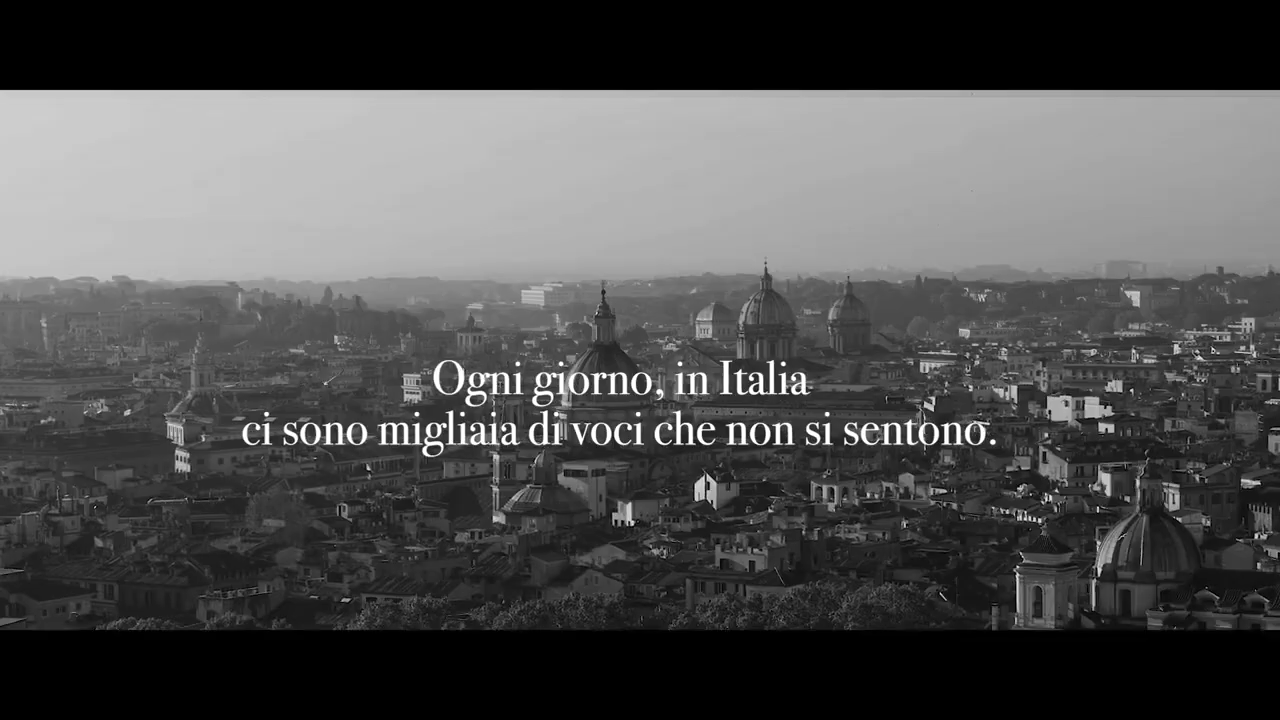 Ogni giorno, in Italia
ci sono migliaia di voci che non si sentono.